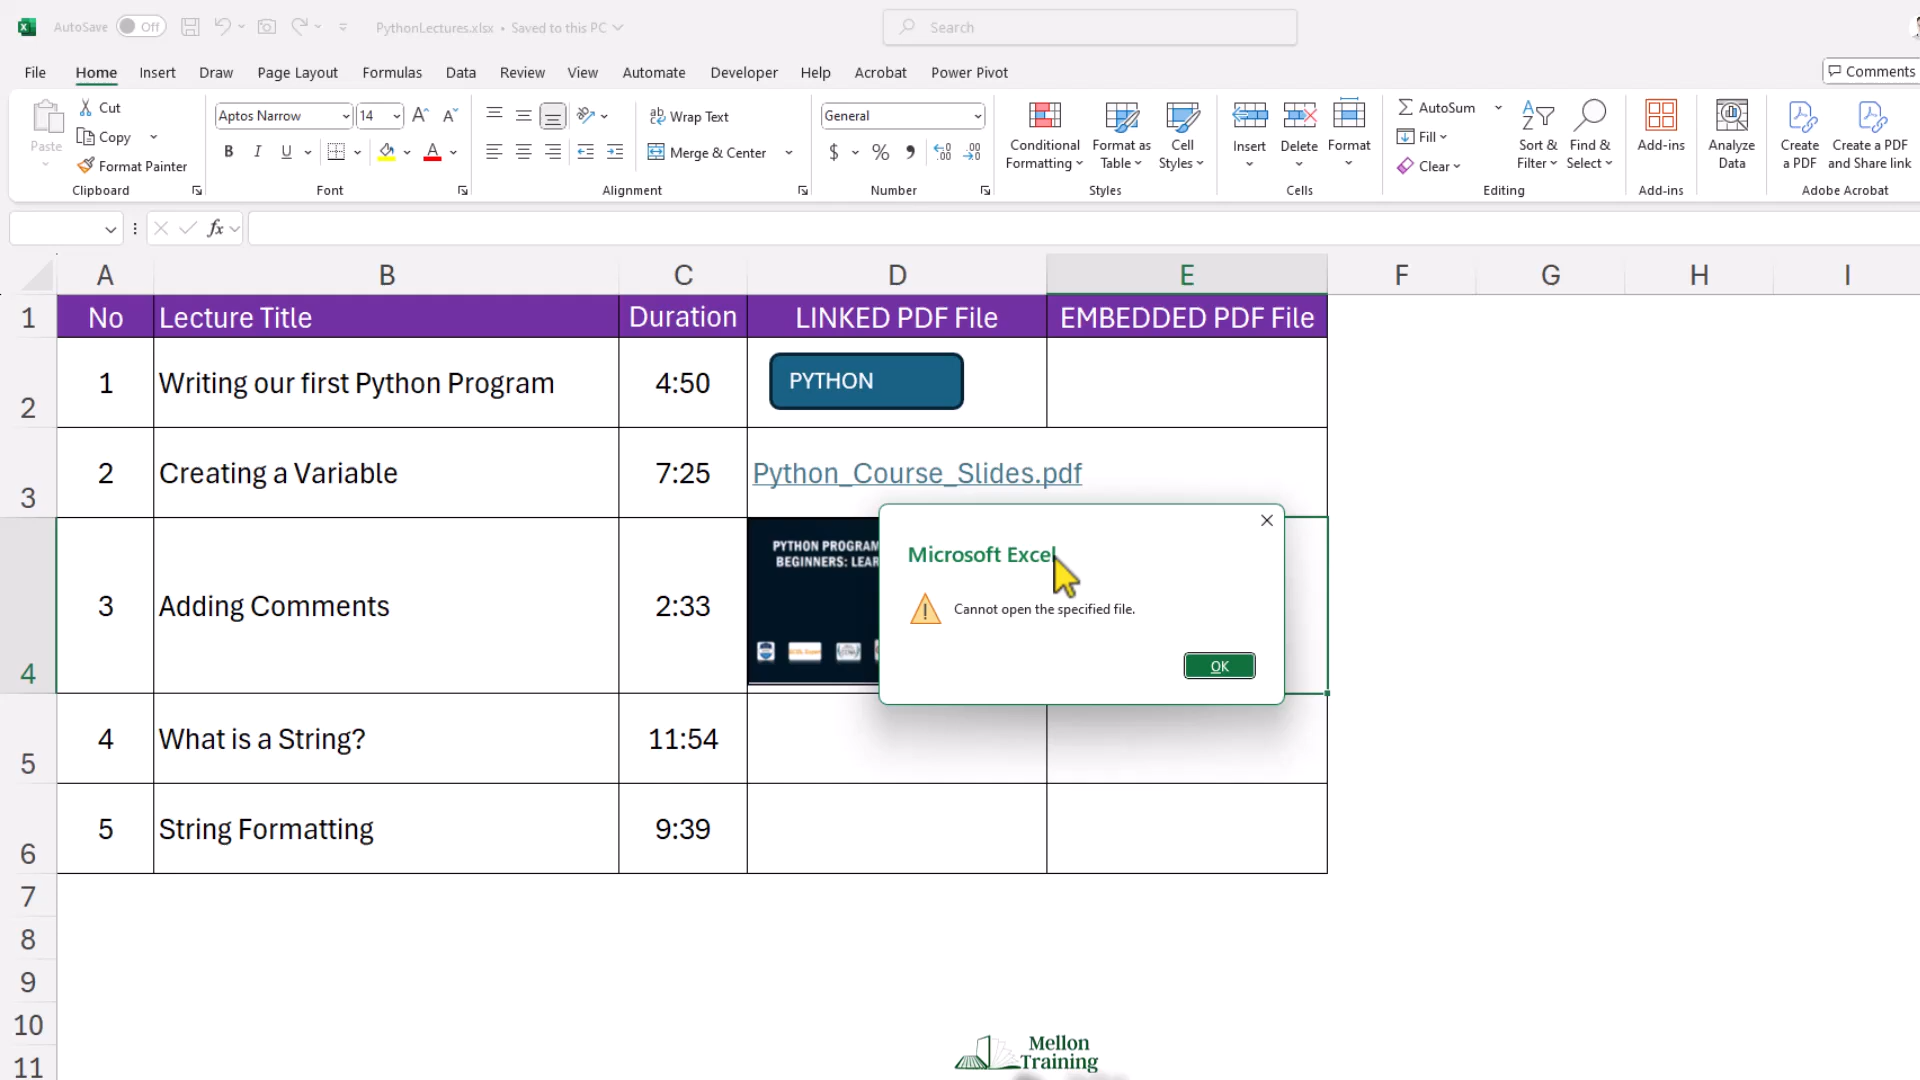 AutoSave Off PythonLectures.xlsx • Saved to this PC Search
File Home Insert Draw Page Layout Formulas Data Review View Automate Developer Help Acrobat Power Pivot Comments
Paste
Cut
Copy
Format Painter
Clipboard
Aptos Narrow 14
B I U
Font
Wrap Text
Merge & Center
Alignment
General
$ % 9
Number
Conditional Formatting
Format as Table
Cell Styles
Styles
Insert Delete Format
Cells
AutoSum
Fill
Clear
Sort & Filter
Find & Select
Editing
Add-ins
Add-ins
Analyze Data
Create a PDF
Create a PDF and Share link
Adobe Acrobat
fx
A B C D E F G H I
1 No Lecture Title Duration LINKED PDF File EMBEDDED PDF File
2 1 Writing our first Python Program 4:50 PYTHON
3 2 Creating a Variable 7:25 Python_Course_Slides.pdf
4 3 Adding Comments 2:33
PYTHON PROGRAM
BEGINNERS: LEAR
Microsoft Excel
Cannot open the specified file.
OK
5 4 What is a String? 11:54
6 5 String Formatting 9:39
7
8
9
10
11
Mellon
Training